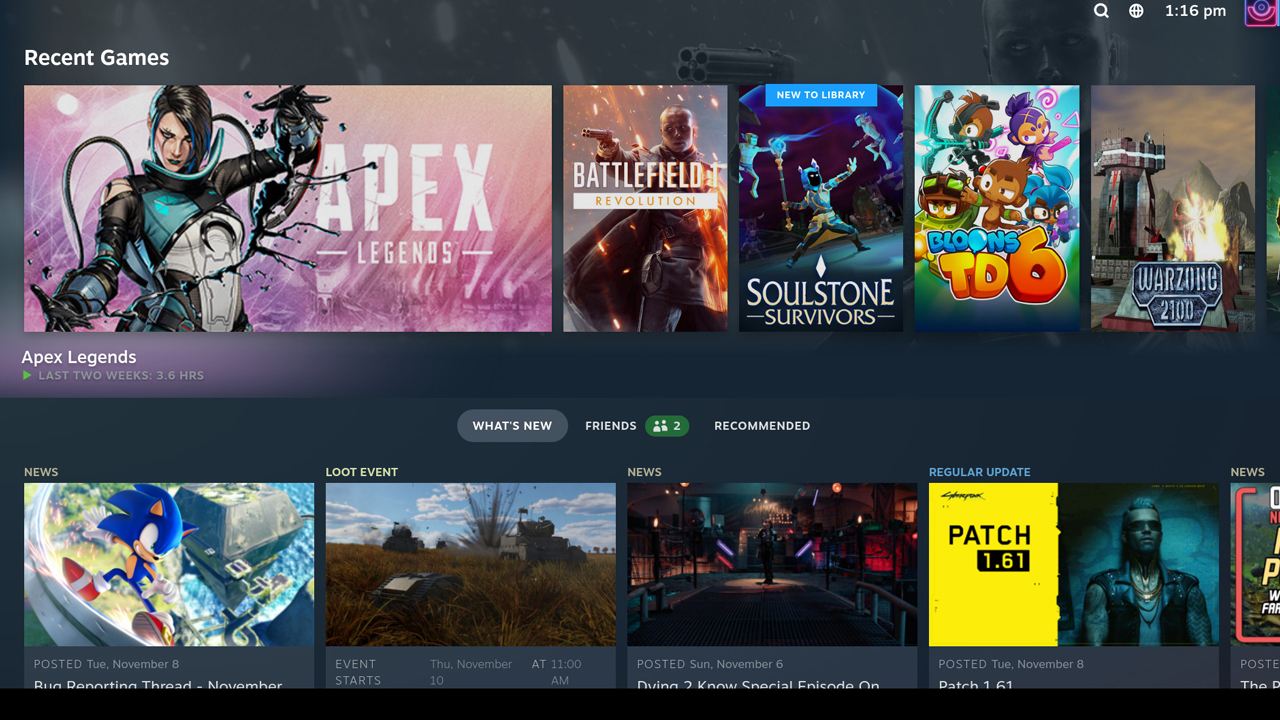 1:16 pm
Recent Games
APEX
LEGENDS
BATTLEFIELD 1
REVOLUTION
NEW TO LIBRARY
SOULSTONE
SURVIVORS
BLOONS
TD6
WARZONE
2100
Apex Legends
LAST TWO WEEKS: 3.6 HRS
WHAT'S NEW
FRIENDS 2
RECOMMENDED
NEWS
LOOT EVENT
NEWS
REGULAR UPDATE
NEWS
Cyberpunk
PATCH
1.61
POSTED Tue, November 8
Bug Reporting Thread - November
EVENT STARTS
Thu, November 10
AT 11:00 AM
POSTED Sun, November 6
Dying 2 Know Special Episode On
POSTED Tue, November 8
Patch 1.61